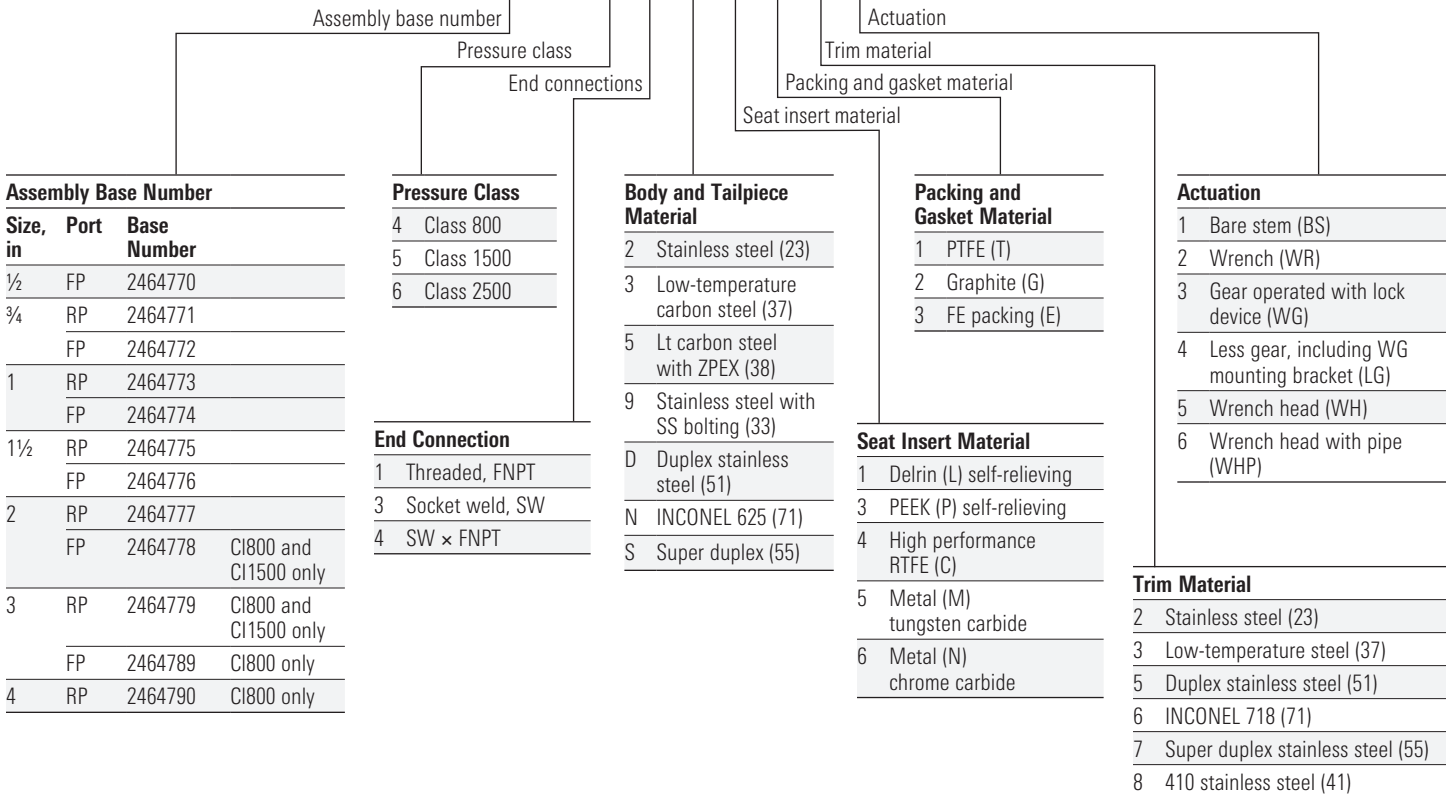 Assembly base number
Actuation
Pressure class
Trim material
End connections
Packing and gasket material
Seat insert material
Assembly Base Number
Size, in Port Base Number
½ FP 2464770
¾ RP 2464771
FP 2464772
1 RP 2464773
FP 2464774
1½ RP 2464775
FP 2464776
2 RP 2464777
FP 2464778 Cl800 and
Cl1500 only
3 RP 2464779 Cl800 and
Cl1500 only
FP 2464789 Cl800 only
4 RP 2464790 Cl800 only
Pressure Class
4 Class 800
5 Class 1500
6 Class 2500
End Connection
1 Threaded, FNPT
3 Socket weld, SW
4 SW × FNPT
Body and Tailpiece
Material
2 Stainless steel (23)
3 Low-temperature
carbon steel (37)
5 Lt carbon steel
with ZPEX (38)
9 Stainless steel with
SS bolting (33)
D Duplex stainless
steel (51)
N INCONEL 625 (71)
S Super duplex (55)
Seat Insert Material
1 Delrin (L) self-relieving
3 PEEK (P) self-relieving
4 High performance
RTFE (C)
5 Metal (M)
tungsten carbide
6 Metal (N)
chrome carbide
Packing and
Gasket Material
1 PTFE (T)
2 Graphite (G)
3 FE packing (E)
Trim Material
2 Stainless steel (23)
3 Low-temperature steel (37)
5 Duplex stainless steel (51)
6 INCONEL 718 (71)
7 Super duplex stainless steel (55)
8 410 stainless steel (41)
Actuation
1 Bare stem (BS)
2 Wrench (WR)
3 Gear operated with lock
device (WG)
4 Less gear, including WG
mounting bracket (LG)
5 Wrench head (WH)
6 Wrench head with pipe
(WHP)